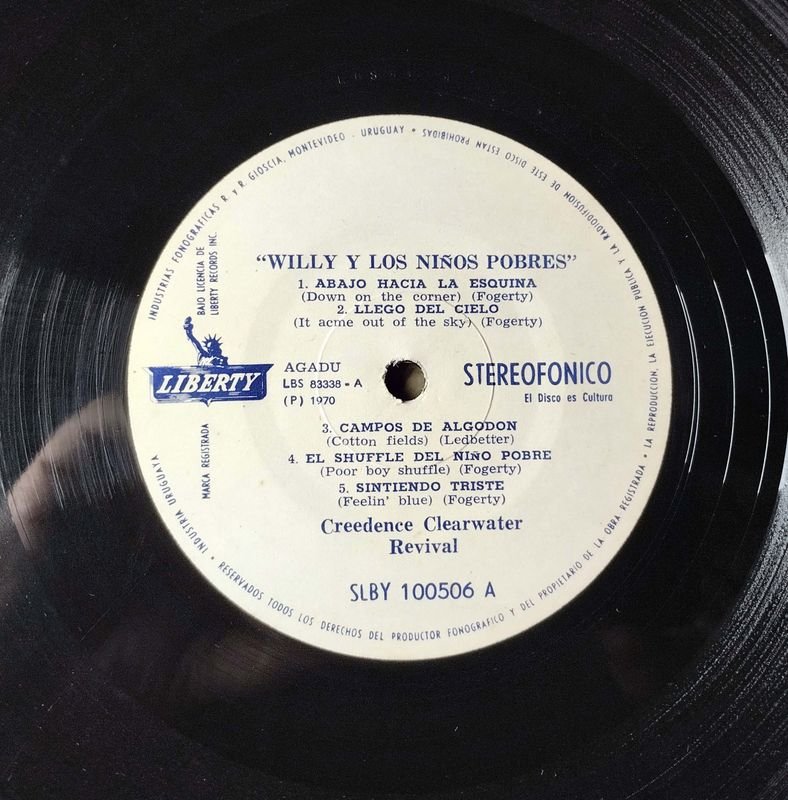 "WILLY Y LOS NIÑOS POBRES"
1. ABAJO HACIA LA ESQUINA
(Down on the corner) (Fogerty)
2. LLEGO DEL CIELO
(It acme out of the sky) (Fogerty)
LIBERTY
AGADU
LBS 83338 - A
(P) 1970
STEREOFONICO
El Disco es Cultura
3. CAMPOS DE ALGODON
(Cotton fields) (Ledbetter)
4. EL SHUFFLE DEL NIÑO POBRE
(Poor boy shuffle) (Fogerty)
5. SINTIENDO TRISTE
(Feelin' blue) (Fogerty)
Creedence Clearwater
Revival
SLBY 100506 A
BAJO LICENCIA DE
LIBERTY RECORDS INC.
MARCA REGISTRADA
INDUSTRIAS FONOGRAFICAS R. y R. GIOSCIA, MONTEVIDEO - URUGUAY *
INDUSTRIA URUGUAYA
* RESERVADOS TODOS LOS DERECHOS DEL PRODUCTOR FONOGRAFICO Y DEL PROPIETARIO DE LA OBRA REGISTRADA * LA REPRODUCCION, LA EJECUCION PUBLICA Y LA RADIODIFUSION DE ESTE DISCO ESTAN PROHIBIDAS